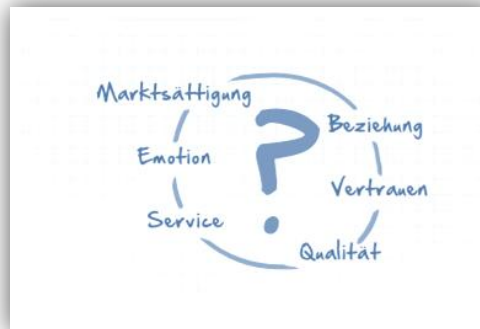 Marktsättigung
?
Beziehung
Emotion
Vertrauen
Service
Qualität